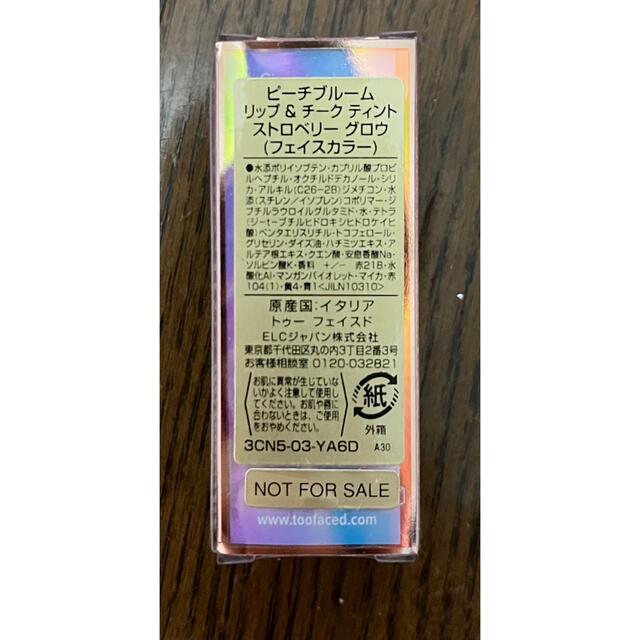 ピーチブルーム
リップ & チーク ティント
ストロベリー グロウ
(フェイスカラー)
●水添ポリイソブテン・カプリル酸プロピ
ルヘプチル・オクチルドデカノール・シリ
カ・アルキル(C26-28)ジメチコン・水
添(スチレン/イソプレン)コポリマー・ジ
ブチルラウロイルグルタミド・水・テトラ
(ジ-t-ブチルヒドロキシヒドロケイヒ
酸)ペンタエリスリチル・トコフェロール・
グリセリン・ダイズ油・ハチミツエキス・ア
ルテア根エキス・クエン酸・安息香酸Na・
ソルビン酸K・香料 +/- 赤218・水
酸化Al・マンガンバイオレット・マイカ・赤
104(1)・黄4・青1<JILN10310>
原産国:イタリア
トゥー フェイスド
ELCジャパン株式会社
東京都千代田区丸の内3丁目2番3号
お客様相談室 0120-032821
お肌に異常が生じていな
いかよく注意して使用し
てください。お肌や唇に
合わないときは、ご使用
をおやめください。
紙
外箱
3CN5-03-YA6D A30
NOT FOR SALE
www.toofaced.com